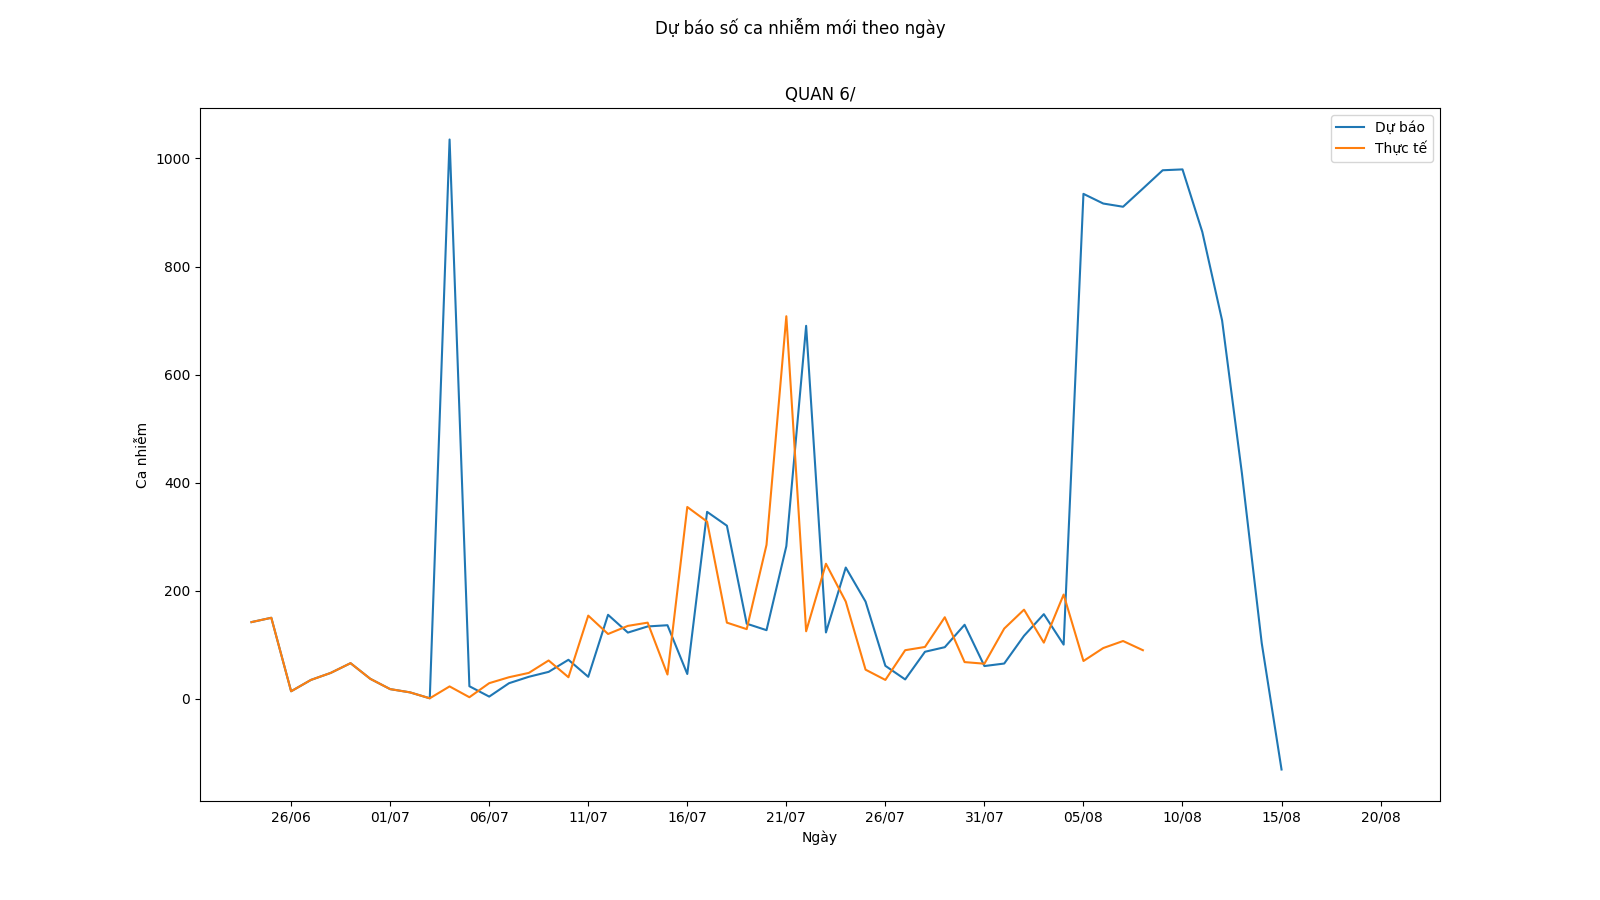 Dự báo số ca nhiễm mới theo ngày
QUAN 6/
Dự báo
Thực tế
Ca nhiễm
1000
800
600
400
200
0
26/06 01/07 06/07 11/07 16/07 21/07 26/07 31/07 05/08 10/08 15/08 20/08
Ngày